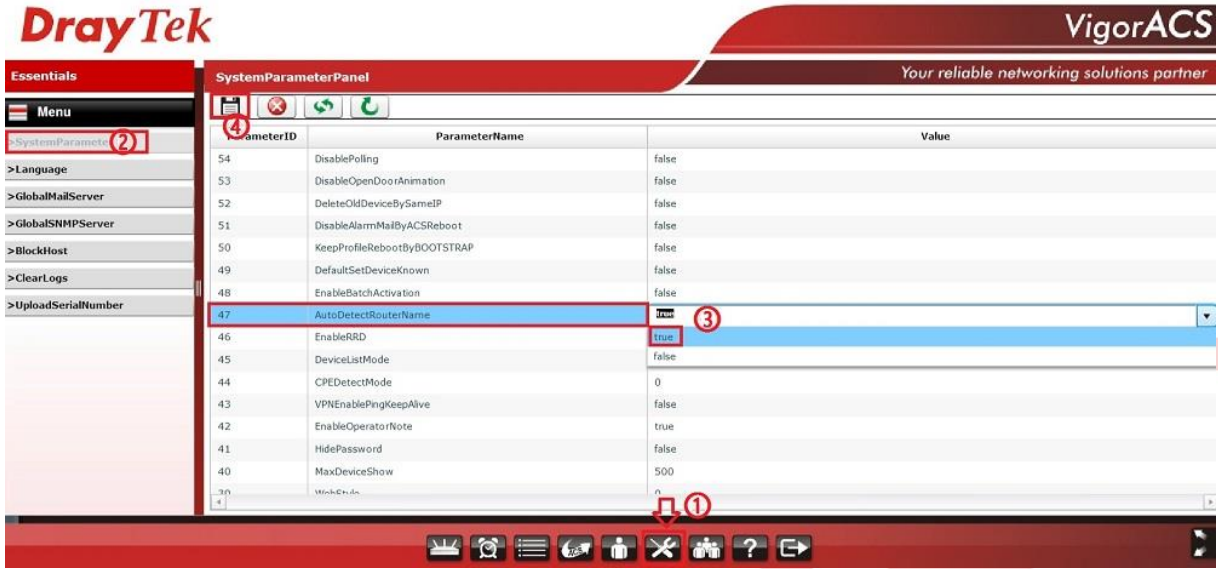 DrayTek
VigorACS
Essentials
SystemParameterPanel
Your reliable networking solutions partner
Menu
④
>SystemParamete ②
ParameterID ParameterName Value
54 DisablePolling false
>Language
53 DisableOpenDoorAnimation false
>GlobalMailServer
52 DeleteOldDeviceBySameIP false
>GlobalSNMPServer
51 DisableAlarmMailByACSReboot false
>BlockHost
50 KeepProfileRebootByBOOTSTRAP false
>ClearLogs
49 DefaultSetDeviceKnown false
48 EnableBatchActivation false
>UploadSerialNumber
47 AutoDetectRouterName true ③
46 EnableRRD true
45 DeviceListMode false
44 CPEDetectMode 0
43 VPNEnablePingKeepAlive false
42 EnableOperatorNote true
41 HidePassword false
40 MaxDeviceShow 500
①
?